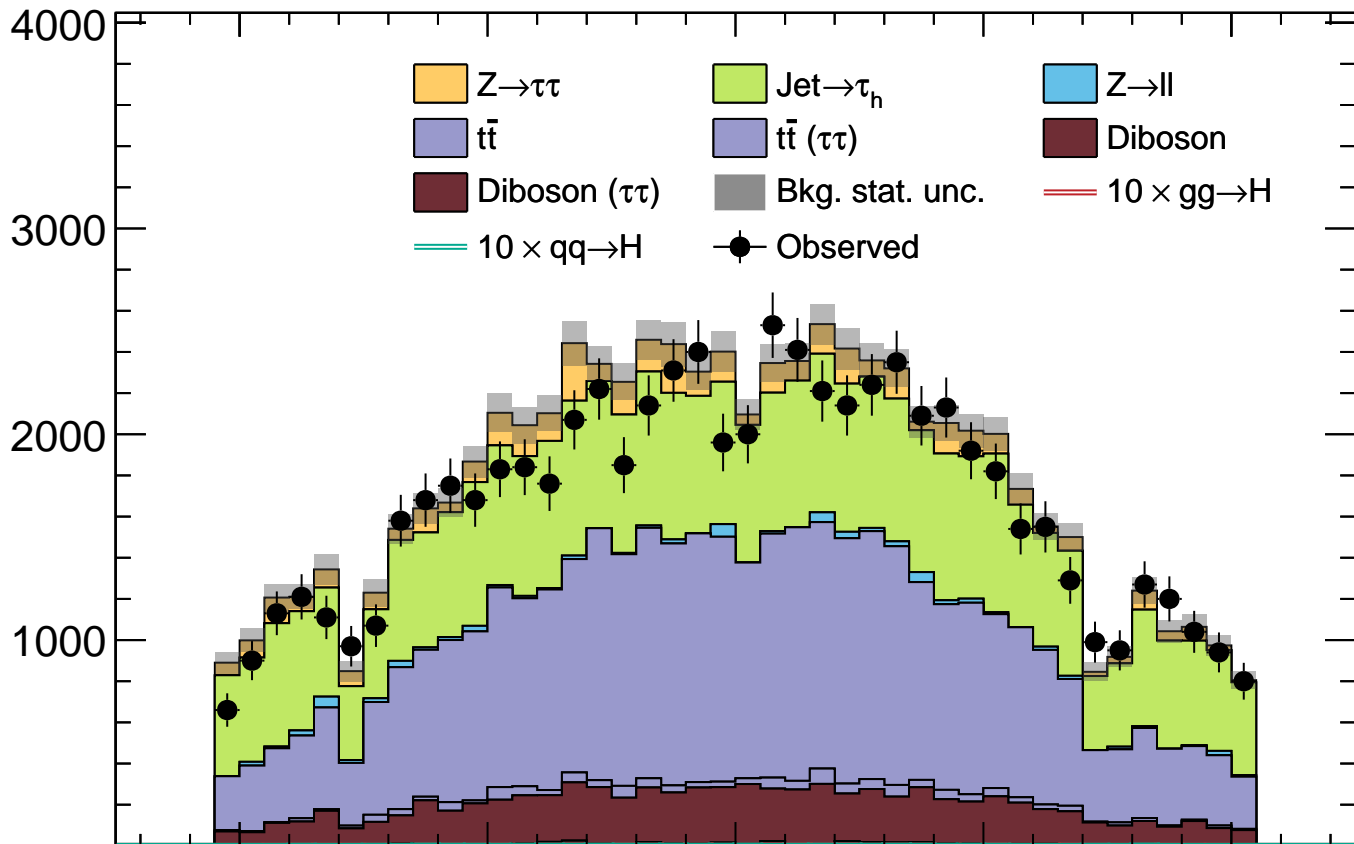 4000
Z→ττ Jet→τh Z→ll
tt̄ tt̄ (ττ) Diboson
Diboson (ττ) Bkg. stat. unc. 10 × gg→H
3000
10 × qq→H Observed
2000
1000